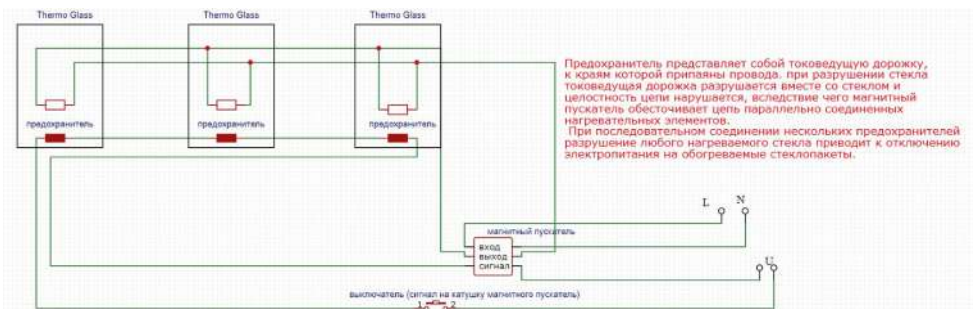 Thermo Glass
Thermo Glass
Thermo Glass
Предохранитель представляет собой токоведущую дорожку,
к краям которой припаяны провода. при разрушении стекла
токоведущая дорожка разрушается вместе со стеклом и
целостность цепи нарушается, вследствие чего магнитный
пускатель обесточивает цепь параллельно соединенных
нагревательных элементов.
При последовательном соединении нескольких предохранителей
разрушение любого нагреваемого стекла приводит к отключению
электропитания на обогреваемые стеклопакеты.
предохранитель
предохранитель
предохранитель
L
N
магнитный пускатель
вход
выход
сигнал
U
выключатель (сигнал на катушку магнитного пускатель)
1
2